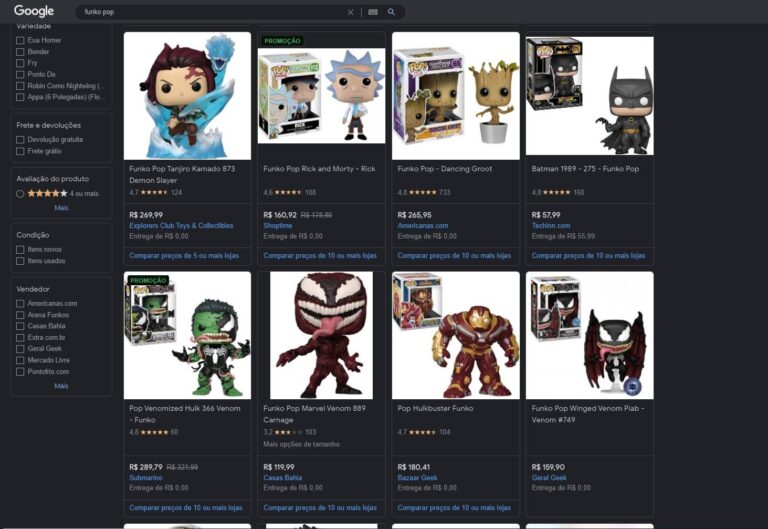 Google
funko pop
Variedade
Eua Homer
Bender
Fry
Ponto De
Robin Como Nightwing (...
Appa (6 Polegadas) (Flo...
Frete e devoluções
Devolução gratuita
Frete grátis
Avaliação do produto
4 ou mais
Mais
Condição
Itens novos
Itens usados
Vendedor
Americanas.com
Arena Funkos
Casas Bahia
Extra.com.br
Geral Geek
Mercado Livre
Pontofrio.com
Mais
Funko Pop Tanjiro Kamado 873
Demon Slayer
4,7 124
R$ 269,99
Explorers Club Toys & Collectibles
Entrega de R$ 0,00
Comparar preços de 5 ou mais lojas
PROMOÇÃO
RICK
Funko Pop Rick and Morty - Rick
4,6 108
R$ 160,92 R$ 178,80
Shoptime
Entrega de R$ 0,00
Comparar preços de 10 ou mais lojas
POP!
DANCING GROOT
Funko Pop - Dancing Groot
4,8 733
R$ 265,95
Americanas.com
Entrega de R$ 0,00
Comparar preços de 10 ou mais lojas
POP!
Batman 1989 - 275 - Funko Pop
4,8 160
R$ 57,99
Techinn.com
Entrega de R$ 55,99
Comparar preços de 10 ou mais lojas
PROMOÇÃO
Pop Venomized Hulk 366 Venom
- Funko
4,8 60
R$ 289,79 R$ 321,99
Submarino
Entrega de R$ 0,00
Comparar preços de 10 ou mais lojas
Funko Pop Marvel Venom 889
Carnage
3,2 103
Mais opções de tamanho
R$ 119,99
Casas Bahia
Entrega de R$ 0,00
Comparar preços de 10 ou mais lojas
Pop Hulkbuster Funko
4,7 104
R$ 180,41
Bazaar Geek
Entrega de R$ 0,00
Comparar preços de 10 ou mais lojas
Funko Pop Winged Venom Piab -
Venom #749
R$ 159,90
Geral Geek
Entrega de R$ 0,00